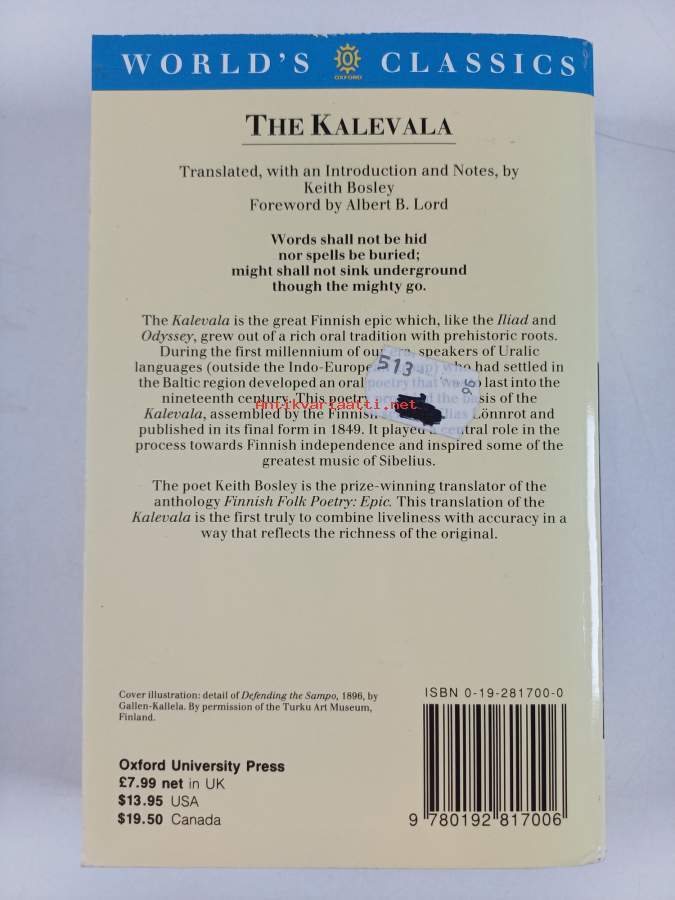 WORLD'S OXFORD CLASSICS
THE KALEVALA
Translated, with an Introduction and Notes, by
Keith Bosley
Foreword by Albert B. Lord
Words shall not be hid
nor spells be buried;
might shall not sink underground
though the mighty go.
The Kalevala is the great Finnish epic which, like the Iliad and
Odyssey, grew out of a rich oral tradition with prehistoric roots.
During the first millennium of our era, speakers of Uralic
languages (outside the Indo-European) who had settled in
513
the Baltic region developed an oral poetry that was to last into the
nineteenth century. This poetry the basis of the
Antikvariaatti.net
Kalevala, assembled by the Finnish Lönnrot and
published in its final form in 1849. It played a central role in the
process towards Finnish independence and inspired some of the
greatest music of Sibelius.
The poet Keith Bosley is the prize-winning translator of the
anthology Finnish Folk Poetry: Epic. This translation of the
Kalevala is the first truly to combine liveliness with accuracy in a
way that reflects the richness of the original.
Cover illustration: detail of Defending the Sampo, 1896, by
Gallen-Kallela. By permission of the Turku Art Museum,
Finland.
ISBN 0-19-281700-0
Oxford University Press
£7.99 net in UK
$13.95 USA
$19.50 Canada
9 780192 817006